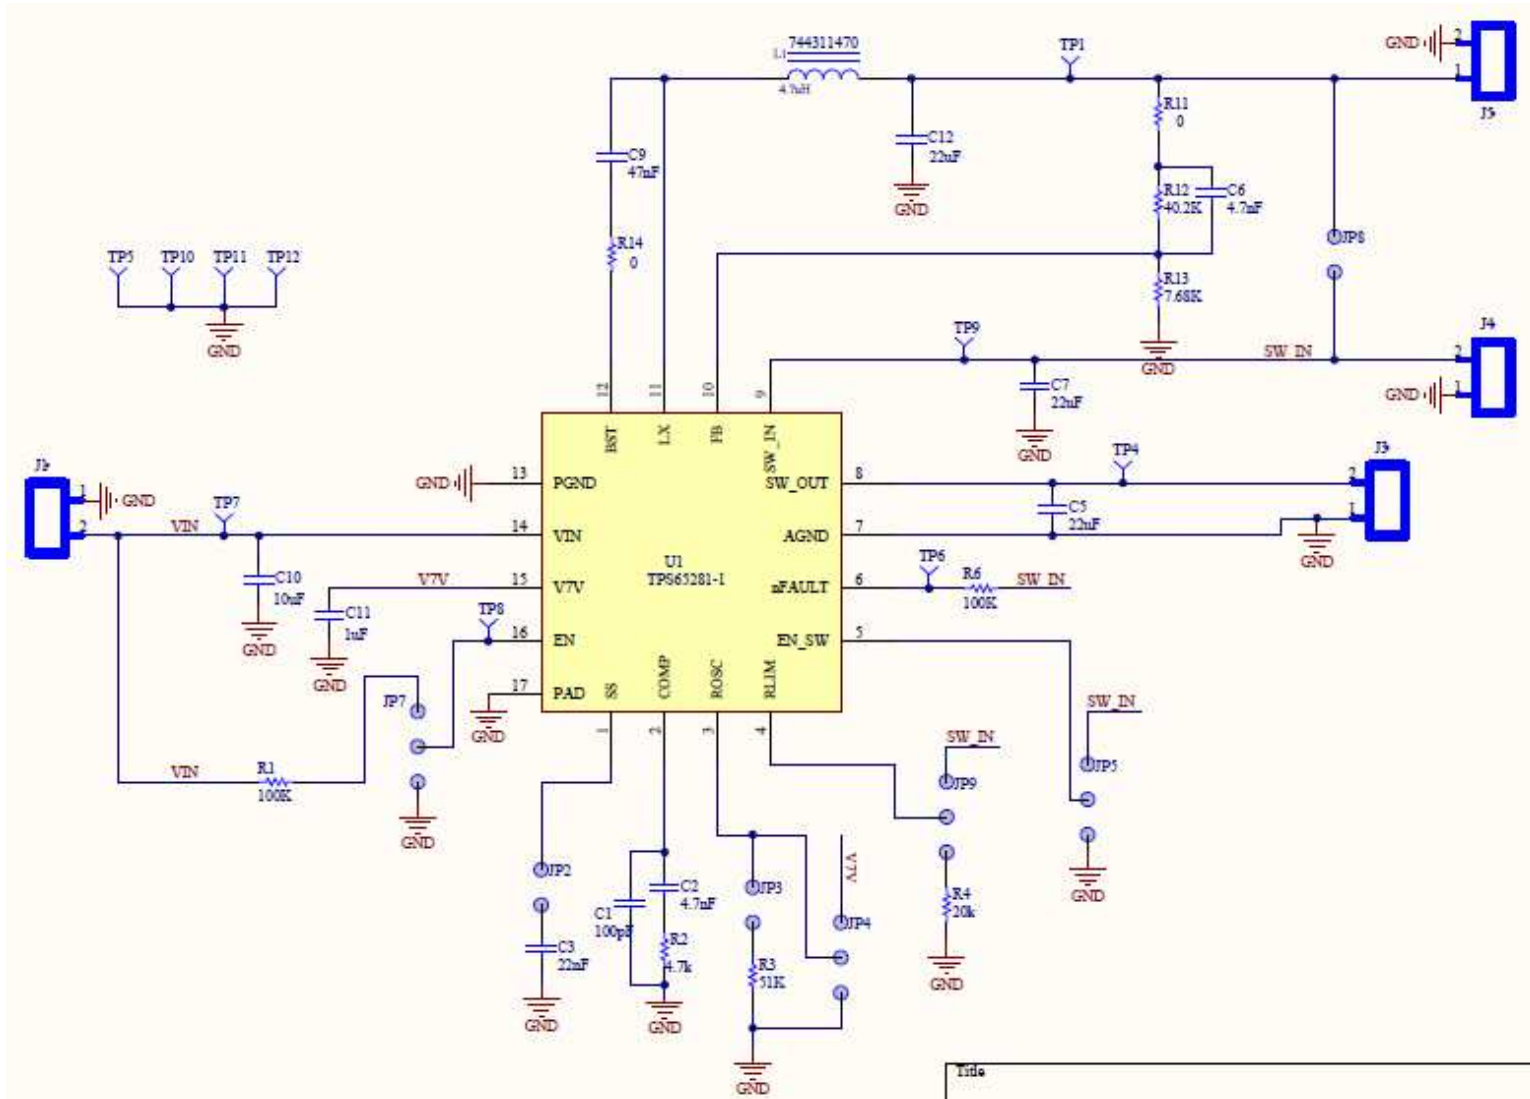 744311470
L1
4.7uH
TP1
GND
2
1
J5
R11
0
C12
22uF
GND
C9
47nF
R12
40.2K
C6
4.7nF
R14
0
JP8
R13
7.68K
TP5
TP10
TP11
TP12
GND
TP9
GND
SW_IN
J4
2
GND
1
C7
22uF
GND
12
11
10
9
BST
LX
FB
SW_IN
J1
1
GND
2
VIN
TP7
GND
13
PGND
SW_OUT
8
TP4
J3
2
1
C5
22uF
GND
14
VIN
AGND
7
U1
TPS65281-1
C10
10uF
GND
V7V
15
V7V
nFAULT
6
TP6
R6
100K
SW_IN
C11
1uF
GND
TP8
16
EN
EN_SW
5
17
PAD
GND
SS
COMP
ROSC
RLIM
1
2
3
4
JP7
VIN
R1
100K
GND
SW_IN
JP5
GND
SW_IN
JP9
R4
20k
GND
JP2
C3
22nF
GND
C1
100pF
C2
4.7nF
R2
4.7k
GND
JP3
R3
51K
GND
V7V
JP4
Title